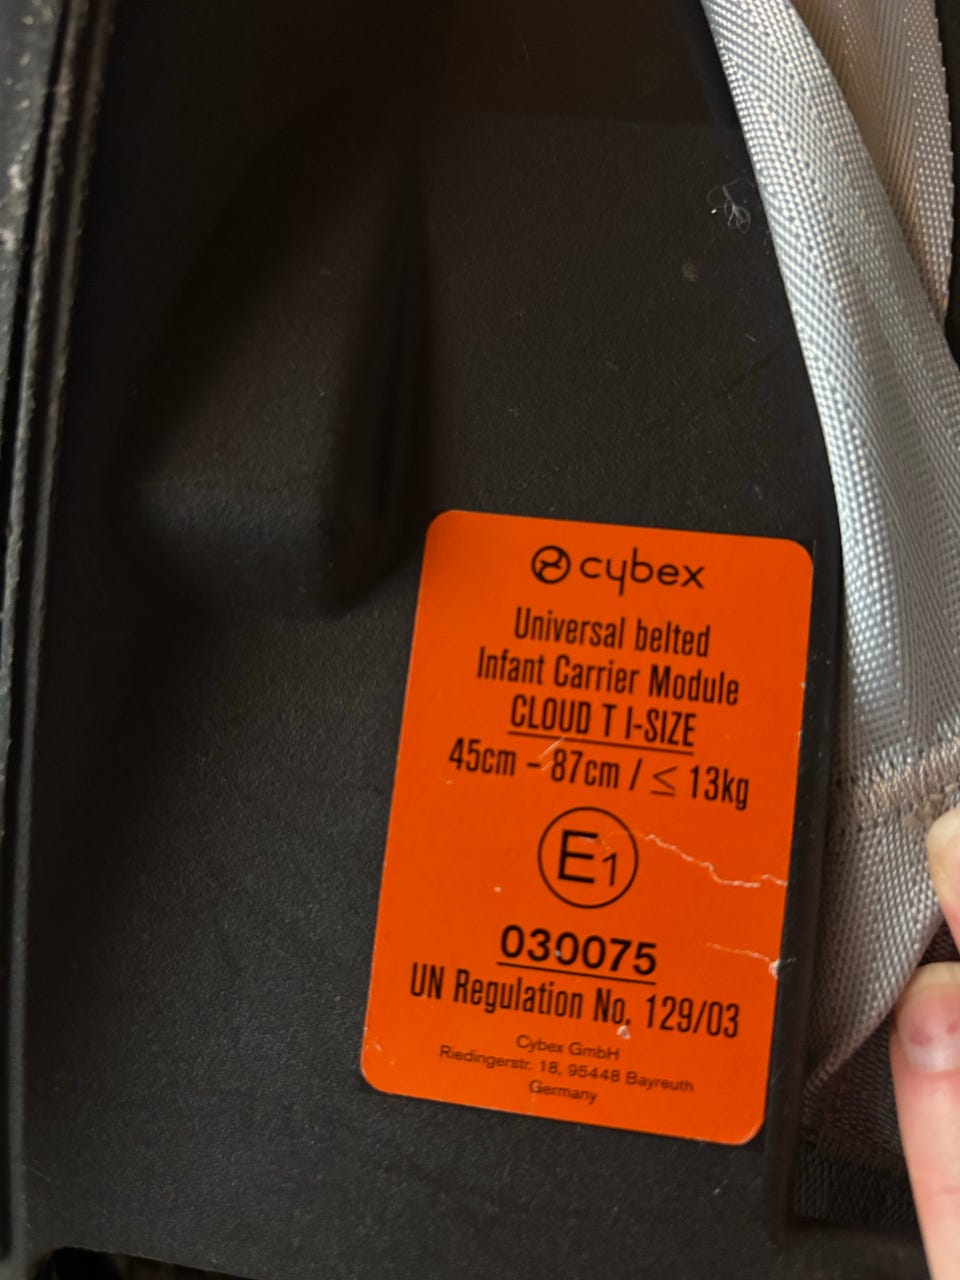 cybex
Universal belted
Infant Carrier Module
CLOUD T I-SIZE
45cm – 87cm / ≤ 13kg
E1
030075
UN Regulation No. 129/03
Cybex GmbH
Riedingerstr. 18, 95448 Bayreuth
Germany